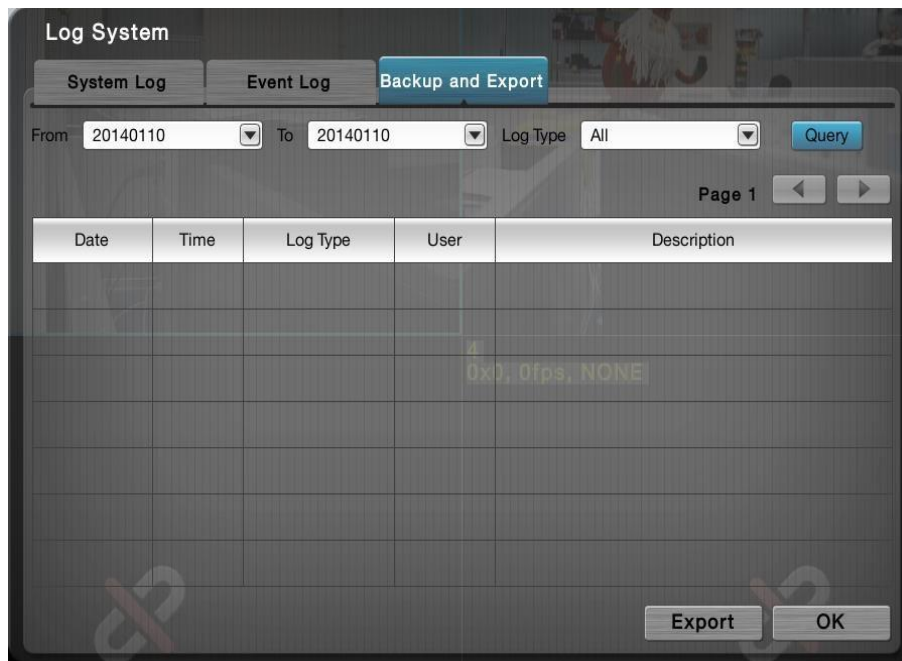 Log System
System Log Event Log Backup and Export
From 20140110 To 20140110 Log Type All Query
Page 1
Date Time Log Type User Description
4
0x0, 0fps, NONE
Export OK